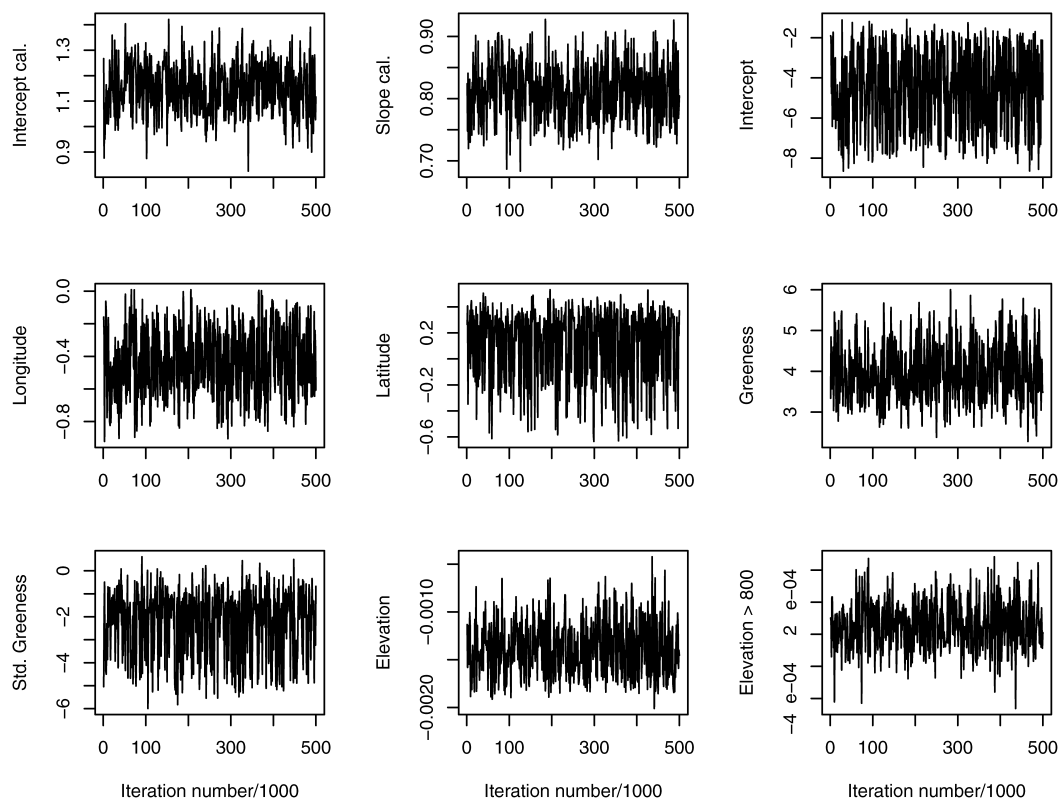 Intercept cal.
0.9 1.1 1.3
0 100 300 500
Slope cal.
0.70 0.80 0.90
0 100 300 500
Intercept
−8 −6 −4 −2
0 100 300 500
Longitude
−0.8 −0.4 0.0
0 100 300 500
Latitude
−0.6 −0.2 0.2
0 100 300 500
Greeness
3 4 5 6
0 100 300 500
Std. Greeness
−6 −4 −2 0
0 100 300 500
Iteration number/1000
Elevation
−0.0020 −0.0010
0 100 300 500
Iteration number/1000
Elevation > 800
−4 e−04 2 e−04
0 100 300 500
Iteration number/1000